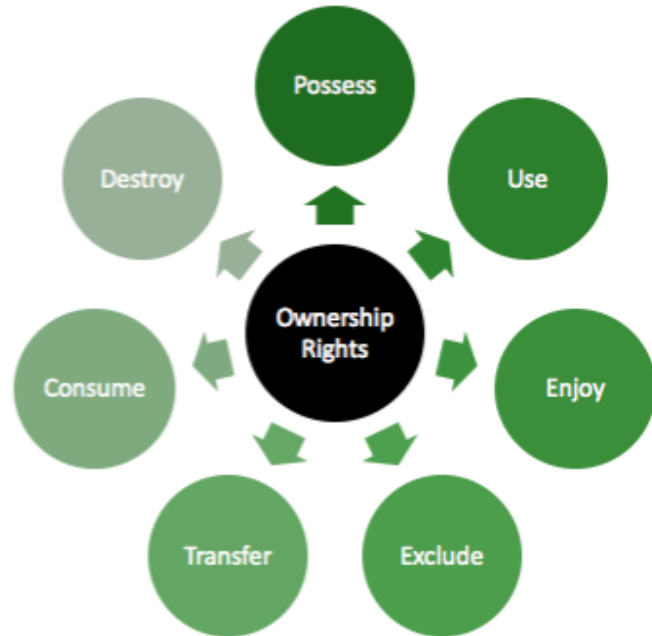 Possess
Use
Enjoy
Exclude
Transfer
Consume
Destroy
Ownership
Rights